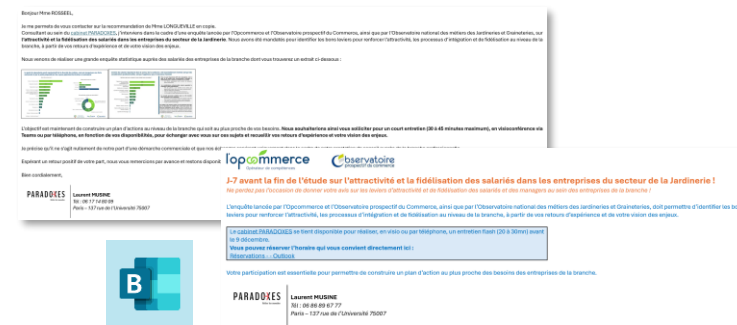 Bonjour Mme ROSSEEL,
Je me permets de vous contacter sur la recommandation de Mme LONGUEVILLE en copie.
Consultant au sein du cabinet PARADOXES, j'interviens dans le cadre d'une enquête lancée par l'Opcommerce et l'Observatoire prospectif du Commerce, ainsi que par l'Observatoire national des métiers des Jardineries et Graineteries, sur
l'attractivité et la fidélisation des salariés dans les entreprises du secteur de la Jardinerie. Nous avons été mandatés pour identifier les bons leviers pour renforcer l'attractivité, les processus d'intégration et de fidélisation au niveau de la
branche, à partir de vos retours d'expérience et de votre vision des enjeux.
Nous venons de réaliser une grande enquête statistique auprès des salariés des entreprises de la branche dont vous trouverez un extrait ci-dessous :
L'objectif est maintenant de construire un plan d'actions au niveau de la branche qui soit au plus proche de vos besoins. Nous souhaiterions ainsi vous solliciter pour un court entretien (30 à 45 minutes maximum), en visioconférence via
Teams ou par téléphone, en fonction de vos disponibilités, pour échanger avec vous sur ces sujets et recueillir vos retours d'expérience et votre vision des enjeux.
Je précise qu'il ne s'agit nullement de notre part d'une démarche commerciale et que nos
Espérant un retour positif de votre part, nous vous remercions par avance et restons
Bien cordialement,
PARADOXES
Laurent MUSINE
Tél : 06 17 14 89 89
Paris – 137 rue de l'Université 75007
l'opcommerce
Observatoire
prospectif du commerce
J-7 avant la fin de l'étude sur l'attractivité et la fidélisation des salariés dans les entreprises du secteur de la Jardinerie !
Ne perdez pas l'occasion de donner votre avis sur les leviers d'attractivité et de fidélisation des salariés et des managers au sein des entreprises de la branche !
L'enquête lancée par l'Opcommerce et l'Observatoire prospectif du Commerce, ainsi que par l'Observatoire national des métiers des Jardineries et Graineteries, doit permettre d'identifier les bo
leviers pour renforcer l'attractivité, les processus d'intégration et de fidélisation au niveau de la branche, à partir de vos retours d'expérience et de votre vision des enjeux.
Le cabinet PARADOXES se tient disponible pour réaliser, en visio ou par téléphone, un entretien flash (20 à 30mn) avant
le 9 décembre.
Vous pouvez réserver l'horaire qui vous convient directement ici :
Réservations - - Outlook
Votre participation est essentielle pour permettre de construire un plan d'action au plus proche des besoins des entreprises de la branche.
B
PARADOXES
Laurent MUSINE
Tél : 06 86 89 67 77
Paris – 137 rue de l'Université 75007